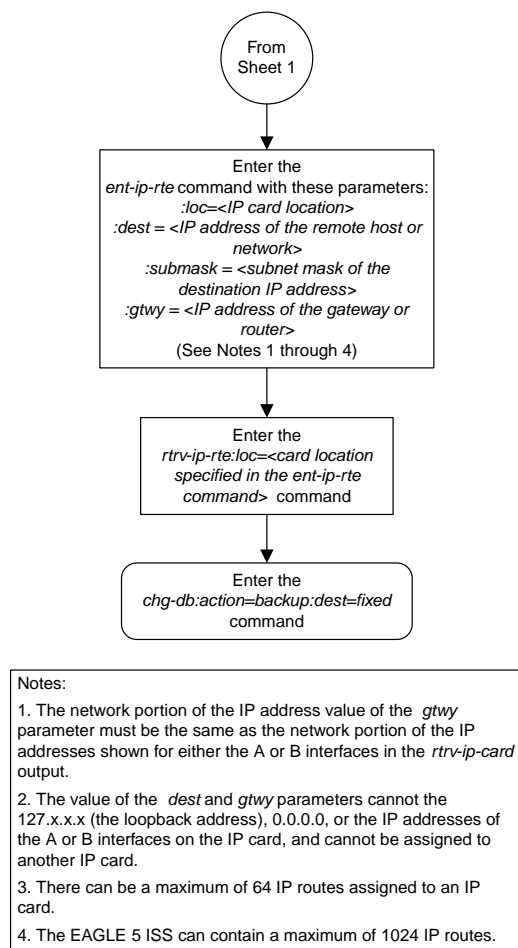 From
Sheet 1
Enter the
ent-ip-rte command with these parameters:
:loc=<IP card location>
:dest = <IP address of the remote host or
network>
:submask = <subnet mask of the
destination IP address>
:gtwy = <IP address of the gateway or
router>
(See Notes 1 through 4)
Enter the
rtrv-ip-rte:loc=<card location
specified in the ent-ip-rte
command> command
Enter the
chg-db:action=backup:dest=fixed
command
Notes:
1. The network portion of the IP address value of the gtwy
parameter must be the same as the network portion of the IP
addresses shown for either the A or B interfaces in the rtrv-ip-card
output.
2. The value of the dest and gtwy parameters cannot the
127.x.x.x (the loopback address), 0.0.0.0, or the IP addresses of
the A or B interfaces on the IP card, and cannot be assigned to
another IP card.
3. There can be a maximum of 64 IP routes assigned to an IP
card.
4. The EAGLE 5 ISS can contain a maximum of 1024 IP routes.